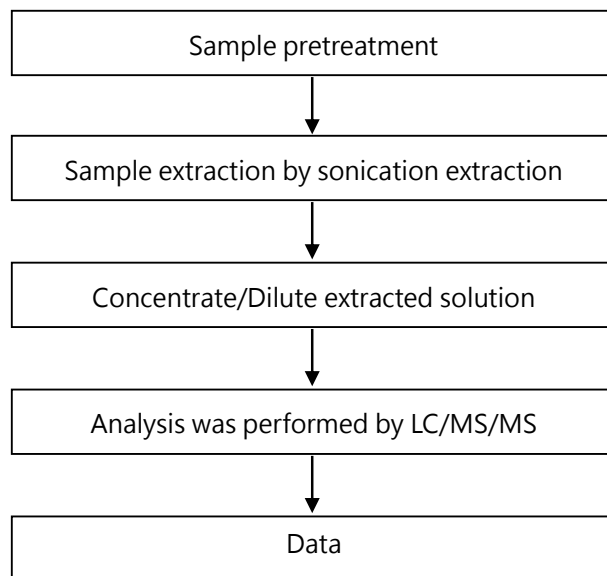 Sample pretreatment
Sample extraction by sonication extraction
Concentrate/Dilute extracted solution
Analysis was performed by LC/MS/MS
Data